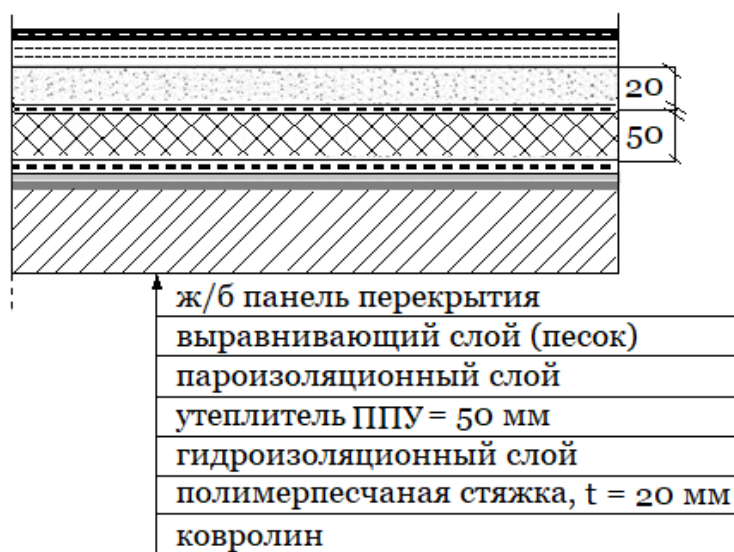 20
50
ж/б панель перекрытия
выравнивающий слой (песок)
пароизоляционный слой
утеплитель ППУ = 50 мм
гидроизоляционный слой
полимерпесчаная стяжка, t = 20 мм
ковролин